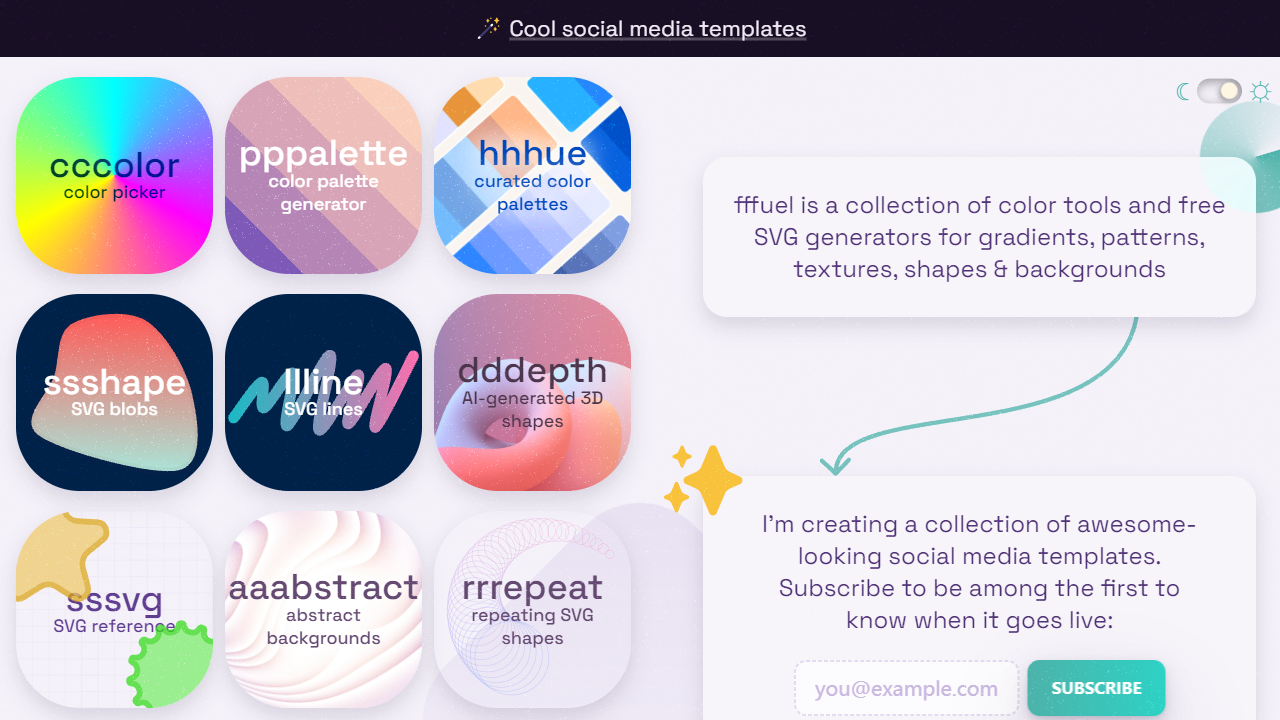 Cool social media templates
cccolor
color picker
pppalette
color palette
generator
hhhue
curated color
palettes
ssshape
SVG blobs
llline
SVG lines
dddepth
AI-generated 3D
shapes
sssvg
SVG reference
aaabstract
abstract
backgrounds
rrrepeat
repeating SVG
shapes
fffuel is a collection of color tools and free
SVG generators for gradients, patterns,
textures, shapes & backgrounds
I'm creating a collection of awesome-
looking social media templates.
Subscribe to be among the first to
know when it goes live:
you@example.com
SUBSCRIBE